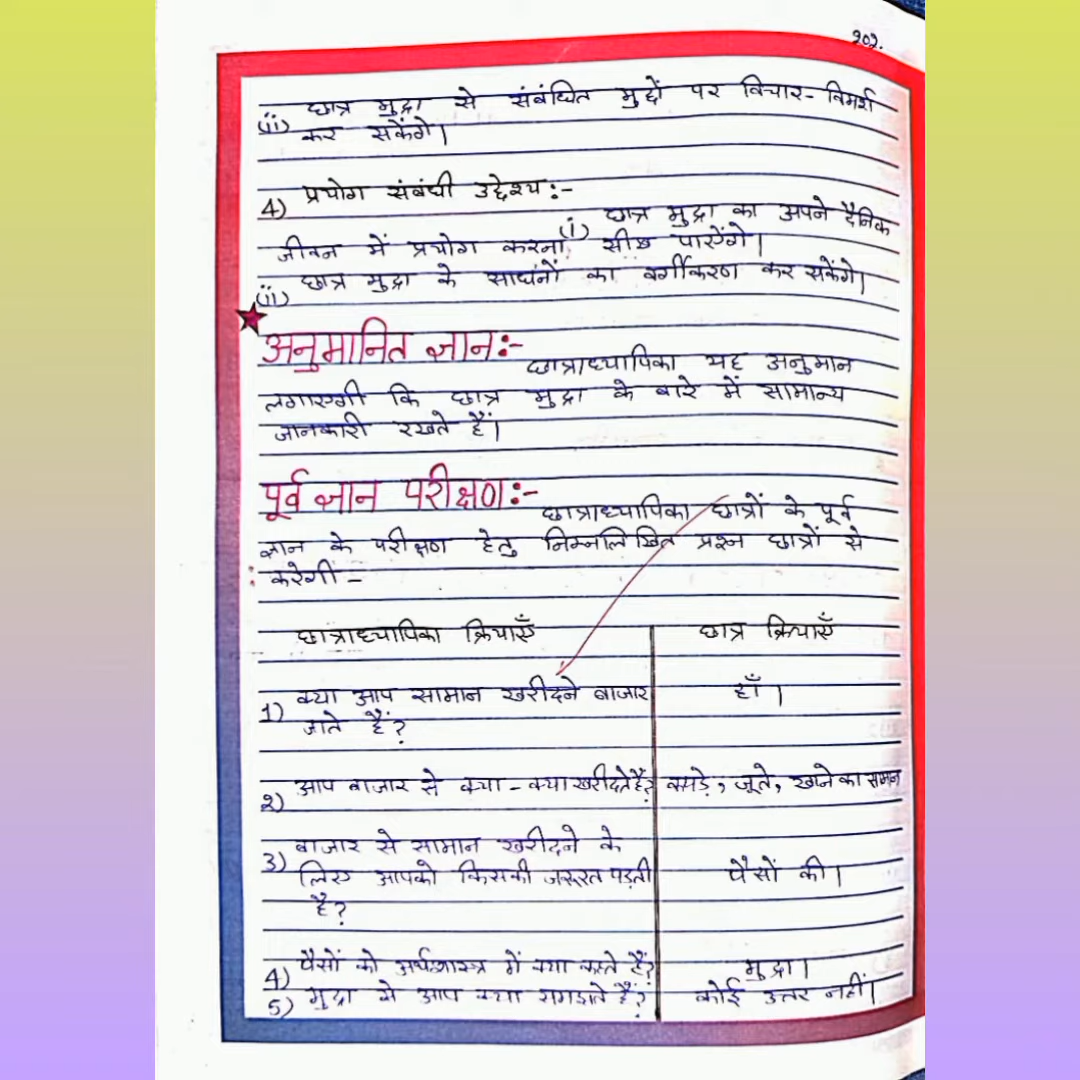 202.
(ii) छात्र मुद्रा से संबंधित मुद्दों पर विचार-विमर्श
कर सकेंगे।
4) प्रयोग संबंधी उद्देश्य:-
(i) छात्र मुद्रा का अपने दैनिक
जीवन में प्रयोग करना सीख पाएंगे।
(ii) छात्र मुद्रा के साधनों का वर्गीकरण कर सकेंगे।
अनुमानित ज्ञान:-
छात्राध्यापिका यह अनुमान
लगाएगी कि छात्र मुद्रा के बारे में सामान्य
जानकारी रखते हैं।
पूर्व ज्ञान परीक्षण:-
छात्राध्यापिका छात्रों के पूर्व
ज्ञान के परीक्षण हेतु निम्नलिखित प्रश्न छात्रों से
करेगी -
छात्राध्यापिका क्रियाएँ छात्र क्रियाएँ
1) क्या आप सामान खरीदने बाजार हाँ।
जाते हैं?
2) आप बाजार से क्या-क्या खरीदते हैं? कपड़े, जूते, खाने का समान
3) बाजार से सामान खरीदने के
लिए आपको किसकी जरूरत पड़ती पैसों की।
है?
4) पैसों को अर्थशास्त्र में क्या कहते हैं? मुद्रा।
5) मुद्रा से आप क्या समझते हैं? कोई उत्तर नहीं।